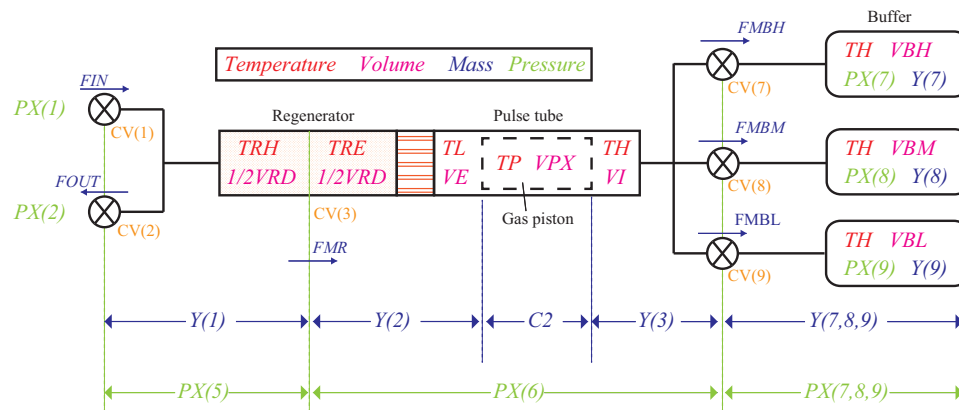 Buffer
FMBH
TH VBH
PX(7) Y(7)
CV(7)
Temperature Volume Mass Pressure
FIN
PX(1)
CV(1)
Regenerator
Pulse tube
FMBM
TRH TRE TL TP VPX TH
1/2VRD 1/2VRD VE VI
TH VBM
PX(8) Y(8)
CV(8)
FOUT
PX(2)
CV(2)
CV(3)
Gas piston
FMBL
FMR
TH VBL
PX(9) Y(9)
CV(9)
Y(1) Y(2) C2 Y(3) Y(7,8,9)
PX(5) PX(6) PX(7,8,9)